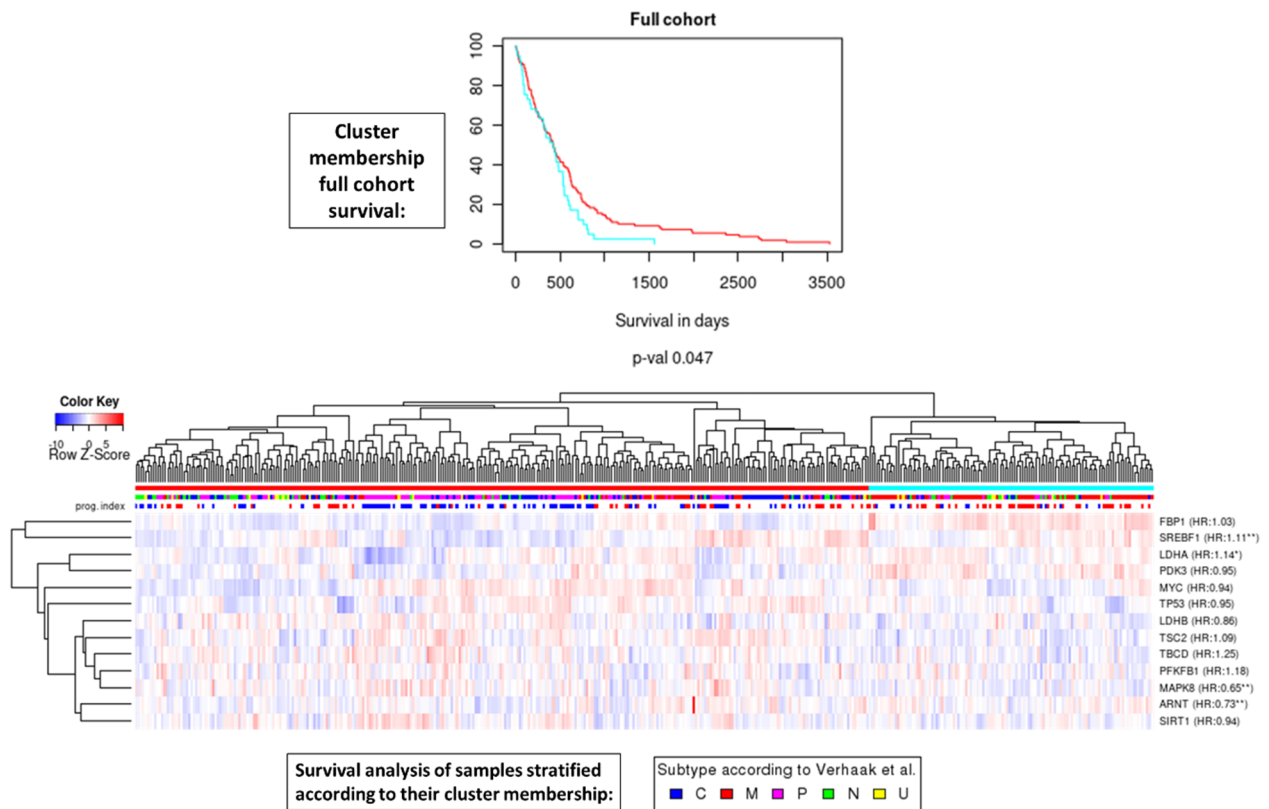 Full cohort
Cluster
membership
full cohort
survival:
100
80
60
40
20
0
0 500 1500 2500 3500
Survival in days
p-val 0.047
Color Key
-10 0 5
Row Z-Score
prog.index
FBP1 (HR:1.03)
SREBF1 (HR:1.11**)
LDHA (HR:1.14*)
PDK3 (HR:0.95)
MYC (HR:0.94)
TP53 (HR:0.95)
LDHB (HR:0.86)
TSC2 (HR:1.09)
TBCD (HR:1.25)
PFKFB1 (HR:1.18)
MAPK8 (HR:0.65**)
ARNT (HR:0.73**)
SIRT1 (HR:0.94)
Survival analysis of samples stratified
according to their cluster membership:
Subtype according to Verhaak et al.
C M P N U